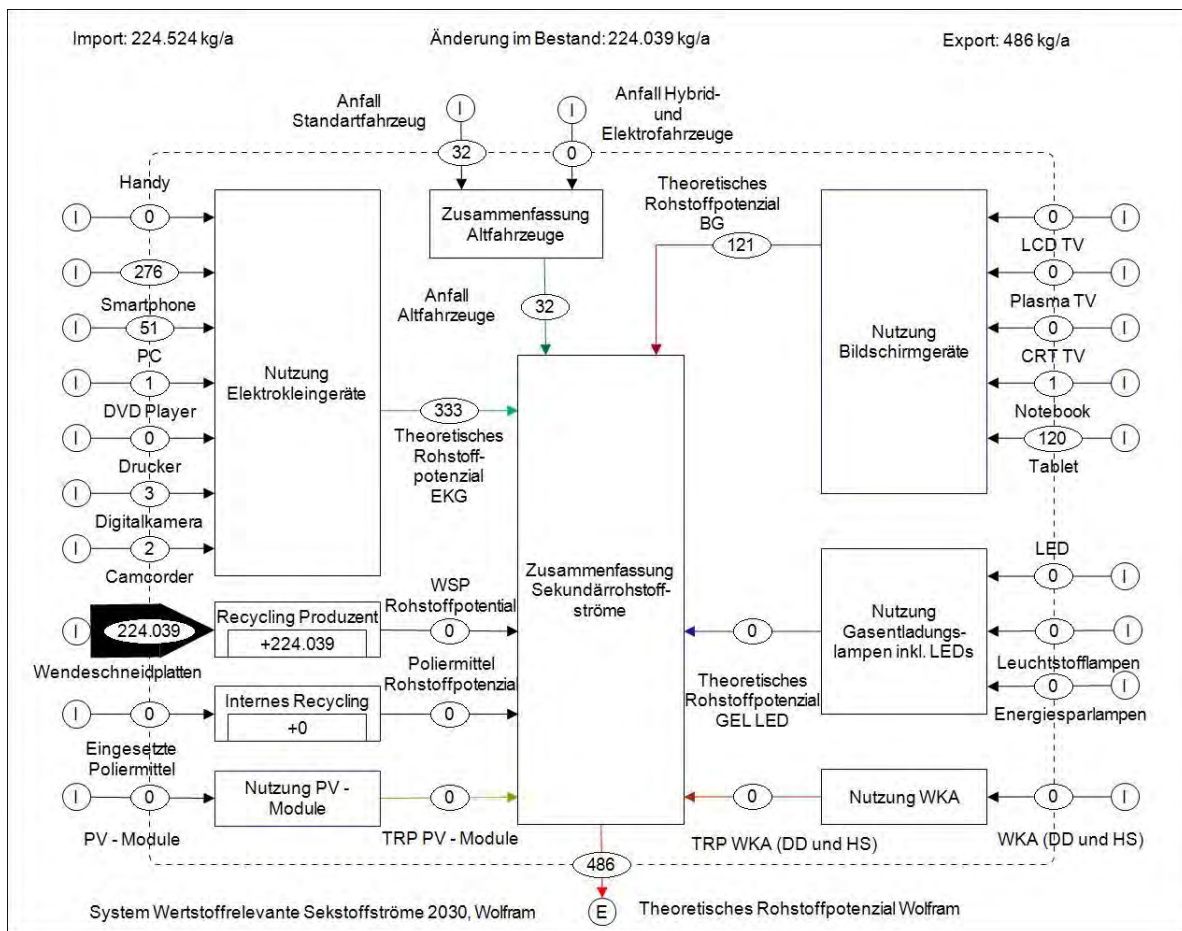 Import: 224.524 kg/a
Änderung im Bestand: 224.039 kg/a
Export: 486 kg/a
Anfall
Standartfahrzeug
I
32
I
0
Anfall Hybrid-
und
Elektrofahrzeuge
Zusammenfassung
Altfahrzeuge
Anfall
Altfahrzeuge
32
Handy
I
0
I
276
Smartphone
I
51
PC
I
1
DVD Player
I
0
Drucker
I
3
Digitalkamera
I
2
Camcorder
Nutzung
Elektrokleingeräte
333
Theoretisches
Rohstoff-
potenzial
EKG
Theoretisches
Rohstoffpotenzial
BG
121
Nutzung
Bildschirmgeräte
0
I
LCD TV
0
I
Plasma TV
0
I
CRT TV
1
I
Notebook
120
I
Tablet
Zusammenfassung
Sekundärrohstoff-
ströme
I
224.039
Wendeschneidplatten
Recycling Produzent
+224.039
WSP
Rohstoffpotential
0
I
0
Eingesetzte
Poliermittel
Internes Recycling
+0
Poliermittel
Rohstoffpotenzial
0
I
0
PV - Module
Nutzung PV -
Module
0
TRP PV - Module
LED
0
I
0
I
Leuchtstofflampen
0
I
Energiesparlampen
Nutzung
Gasentladungs-
lampen inkl. LEDs
0
Theoretisches
Rohstoffpotenzial
GEL LED
Nutzung WKA
0
I
WKA (DD und HS)
0
TRP WKA (DD und HS)
486
E
Theoretisches Rohstoffpotenzial Wolfram
System Wertstoffrelevante Sekstoffströme 2030, Wolfram